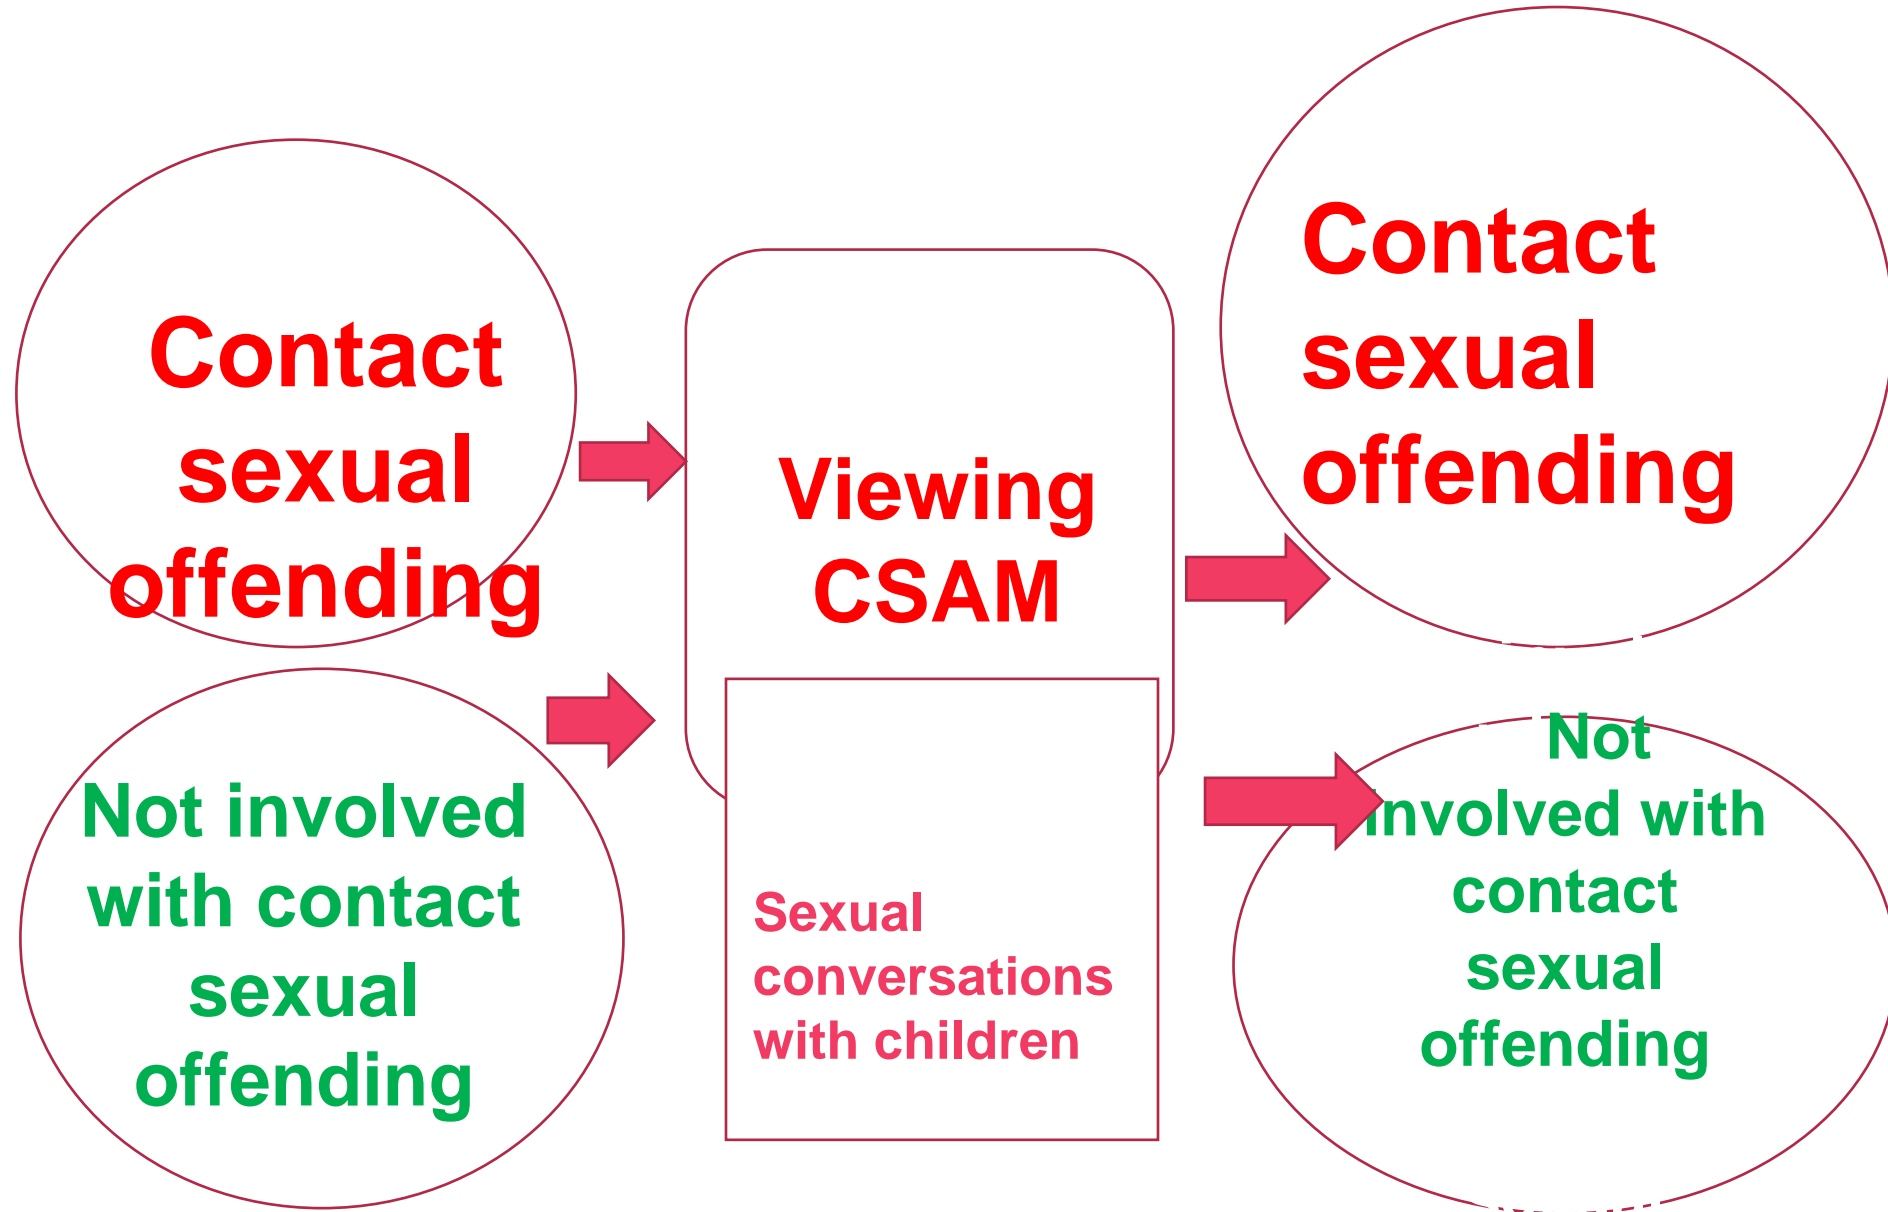 Contact
sexual
offending
Not involved
with contact
sexual
offending
Viewing
CSAM
Sexual
conversations
with children
Contact
sexual
offending
Not
involved with
contact
sexual
offending